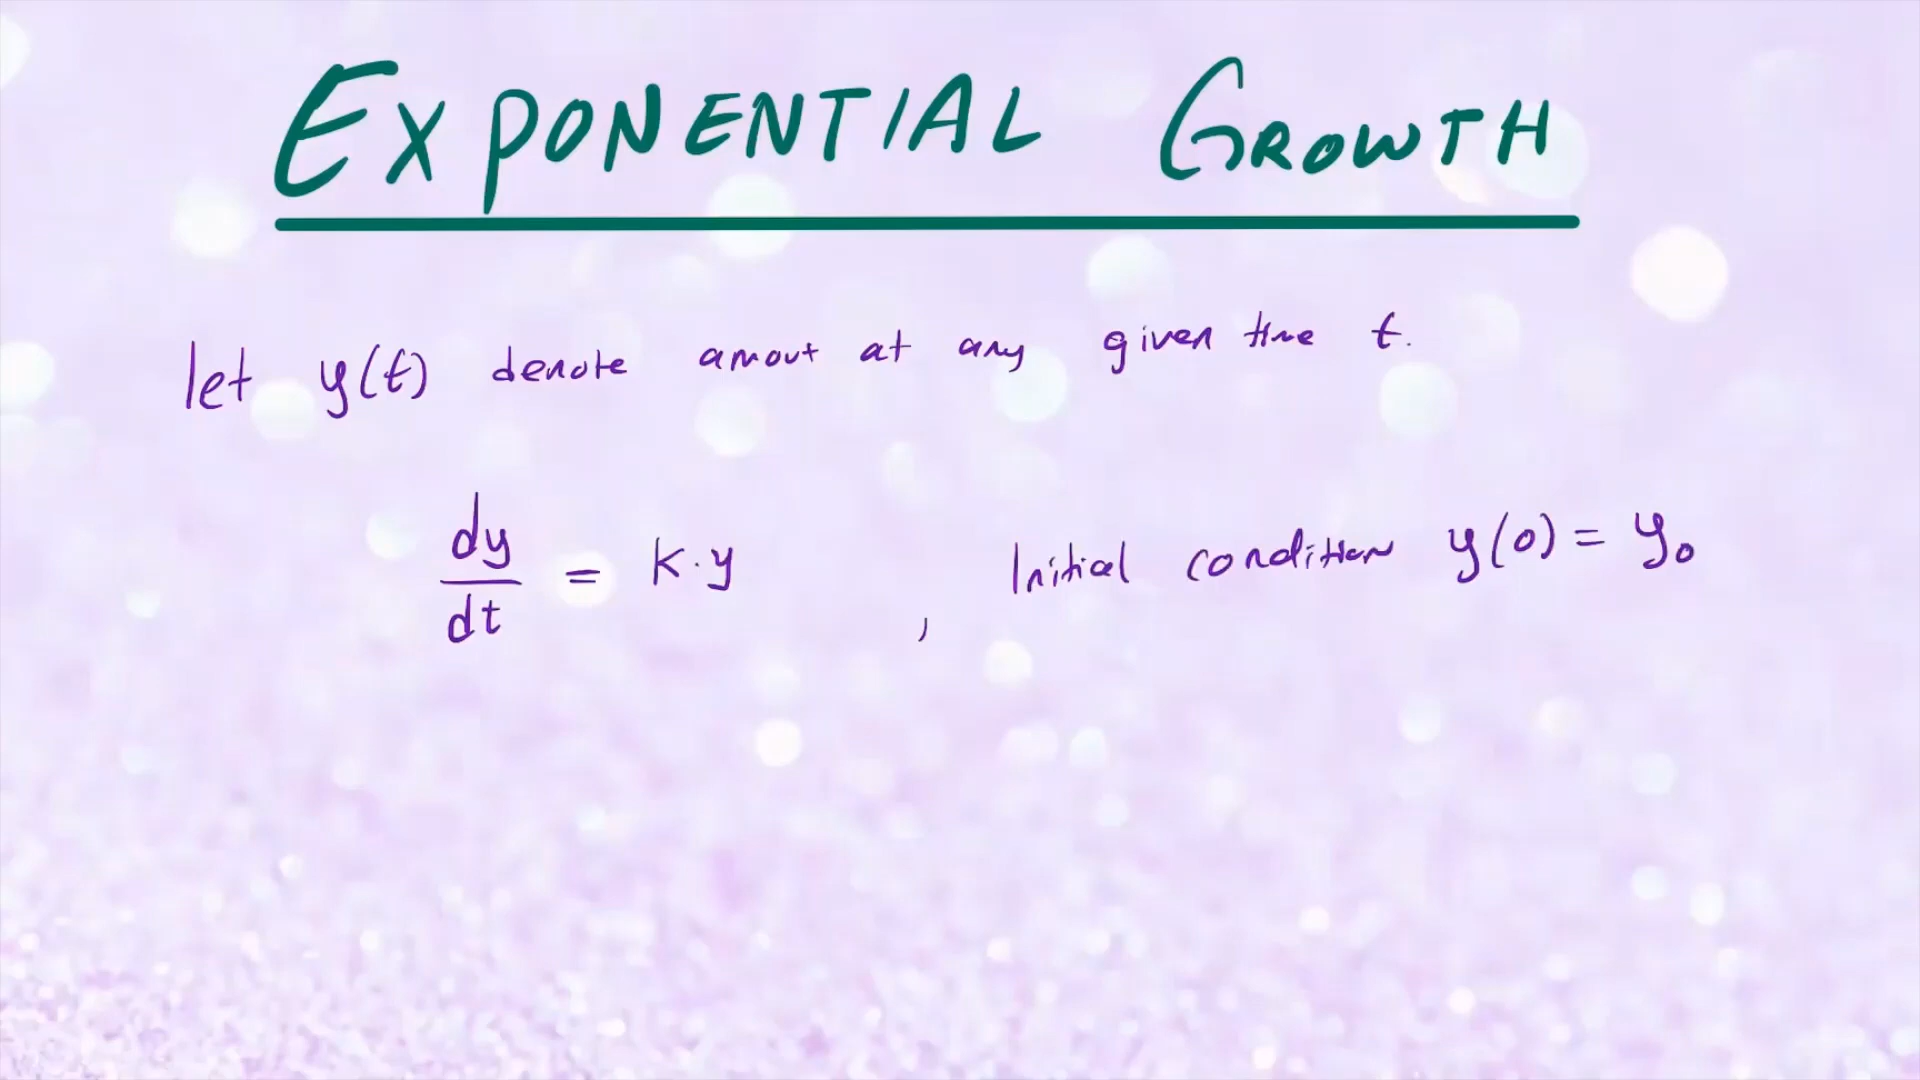 EXPONENTIAL GROWTH
let y(t) denote amout at any given time t.
dy/dt = k·y , Initial condition y(0) = y₀